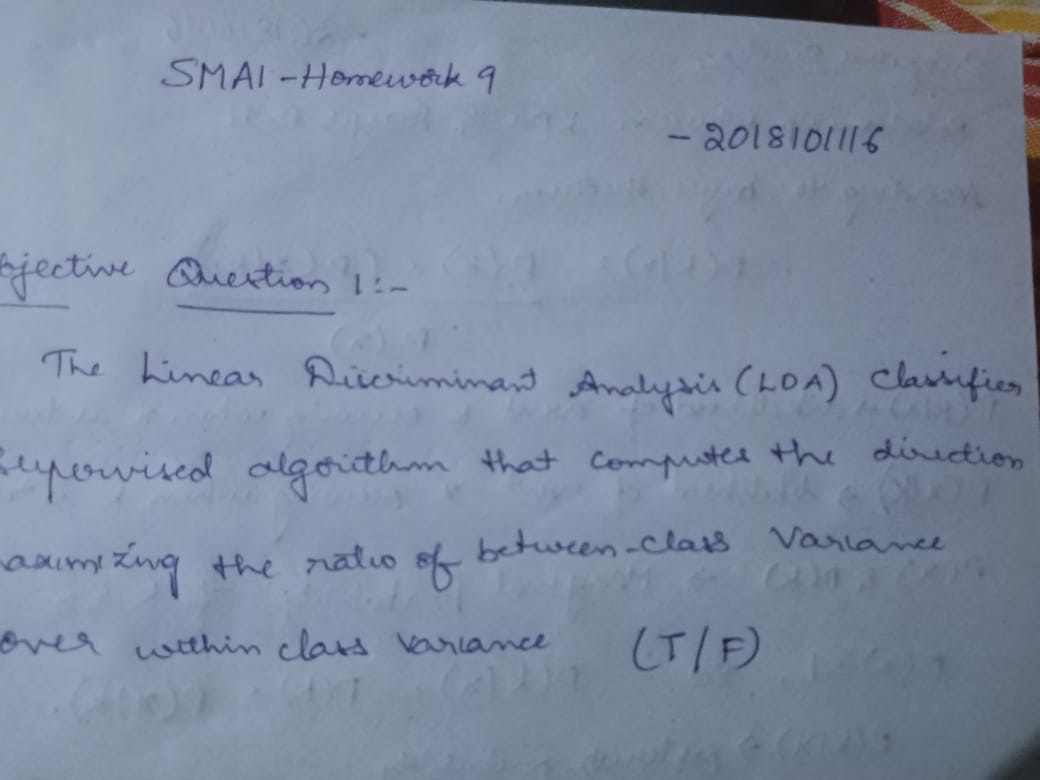 SMAI - Homework 9
- 2018101116
bjective Question 1:-
The Linear Discriminant Analysis (LDA) Classifier
supervised algorithm that computes the direction
aximizing the ratio of between-class Variance
over within class variance (T/F)